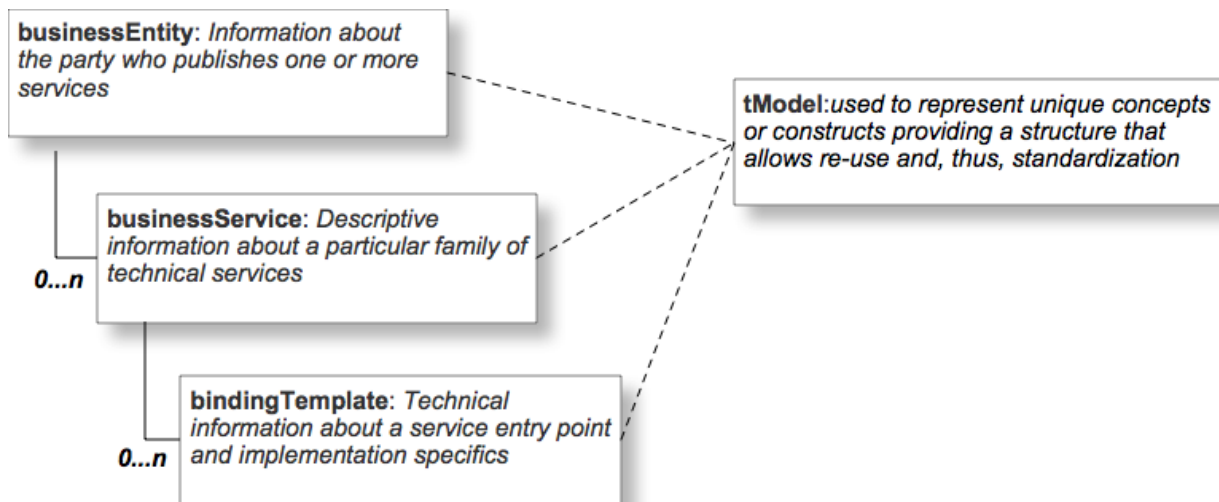 businessEntity: Information about
the party who publishes one or more
services
tModel:used to represent unique concepts
or constructs providing a structure that
allows re-use and, thus, standardization
businessService: Descriptive
information about a particular family of
technical services
0...n
bindingTemplate: Technical
information about a service entry point
and implementation specifics
0...n